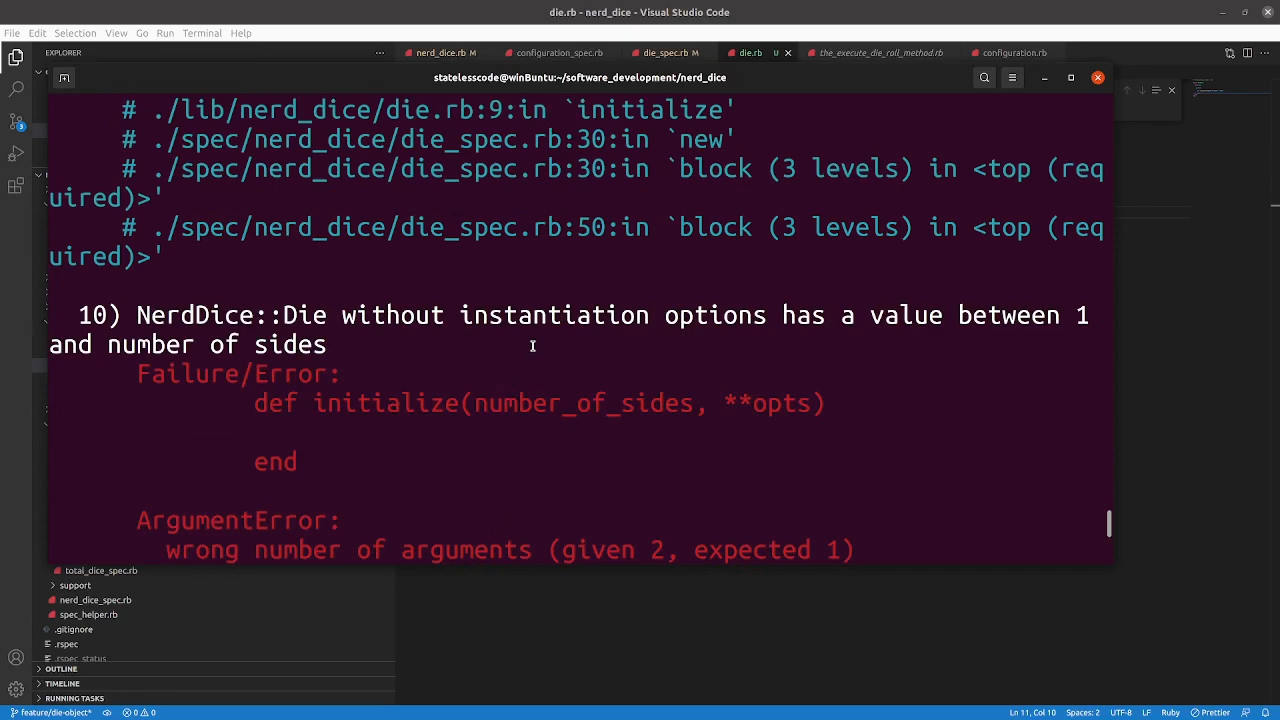 die.rb - nerd_dice - Visual Studio Code
File Edit Selection View Go Run Terminal Help
EXPLORER
nerd_dice.rb M
configuration_spec.rb
die_spec.rb M
die.rb U
the_execute_die_roll_method.rb
configuration.rb
statelesscode@winBuntu:~/software_development/nerd_dice
# ./lib/nerd_dice/die.rb:9:in `initialize'
# ./spec/nerd_dice/die_spec.rb:30:in `new'
# ./spec/nerd_dice/die_spec.rb:30:in `block (3 levels) in <top (req
uired)>'
# ./spec/nerd_dice/die_spec.rb:50:in `block (3 levels) in <top (req
uired)>'
10) NerdDice::Die without instantiation options has a value between 1
and number of sides
Failure/Error:
def initialize(number_of_sides, **opts)
end
ArgumentError:
wrong number of arguments (given 2, expected 1)
total_dice_spec.rb
support
nerd_dice_spec.rb
spec_helper.rb
.gitignore
.rspec
.rspec_status
OUTLINE
TIMELINE
RUNNING TASKS
feature/die-object* 0 0 Ln 11, Col 10 Spaces: 2 UTF-8 LF Ruby Prettier